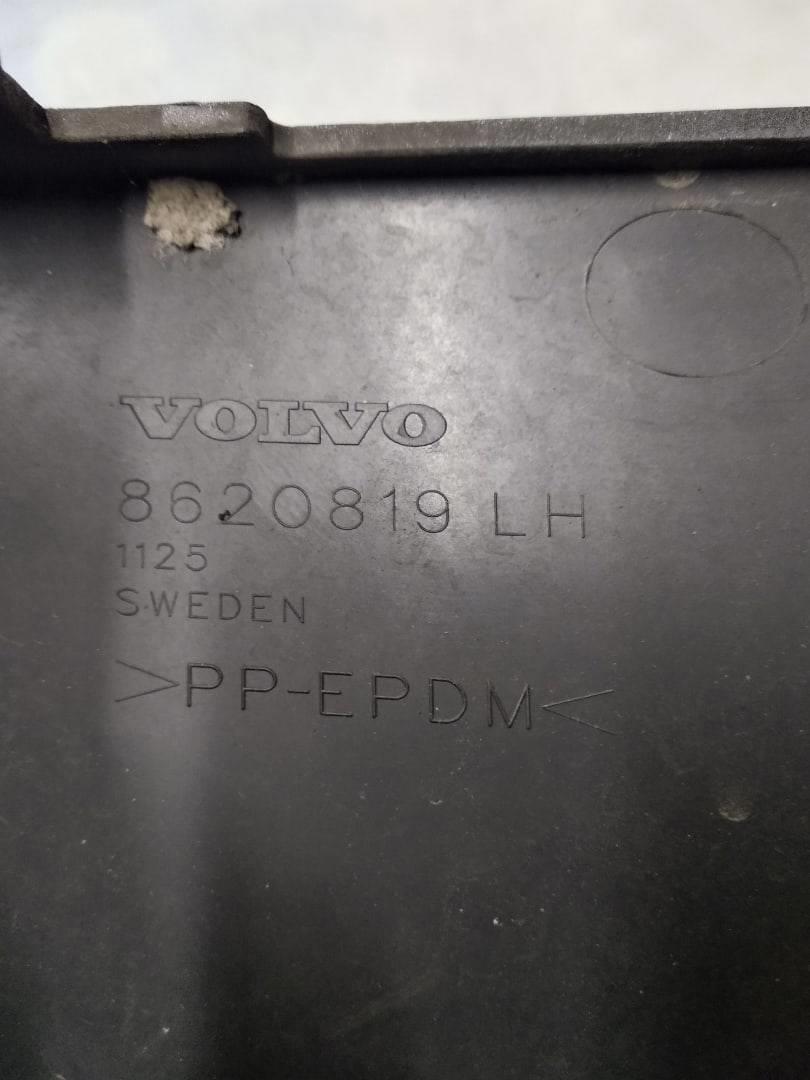 VOLVO
8620819 LH
1125
SWEDEN
>PP-EPDM<